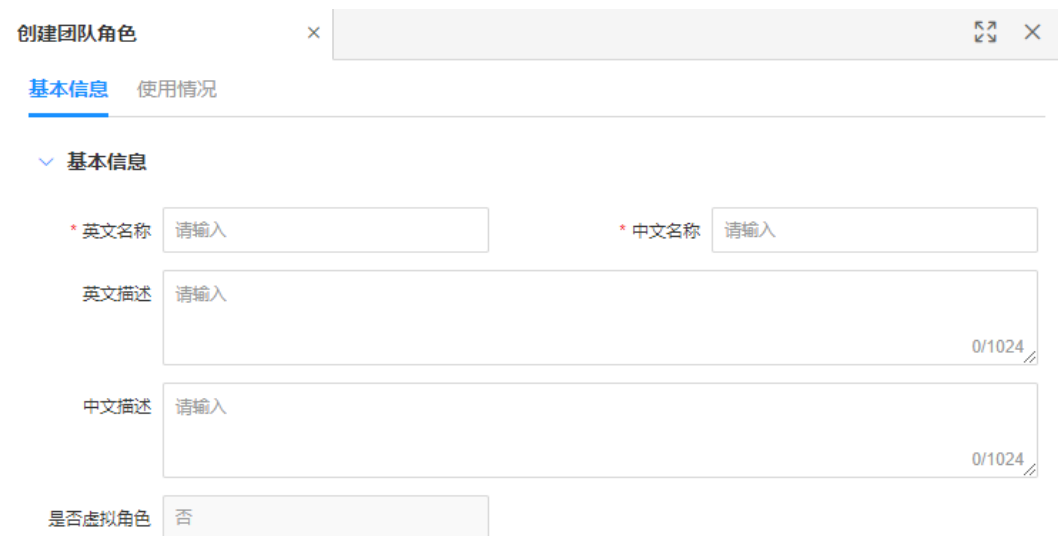 创建团队角色
基本信息 使用情况
基本信息
* 英文名称 请输入 * 中文名称 请输入
英文描述 请输入
0/1024
中文描述 请输入
0/1024
是否虚拟角色 否